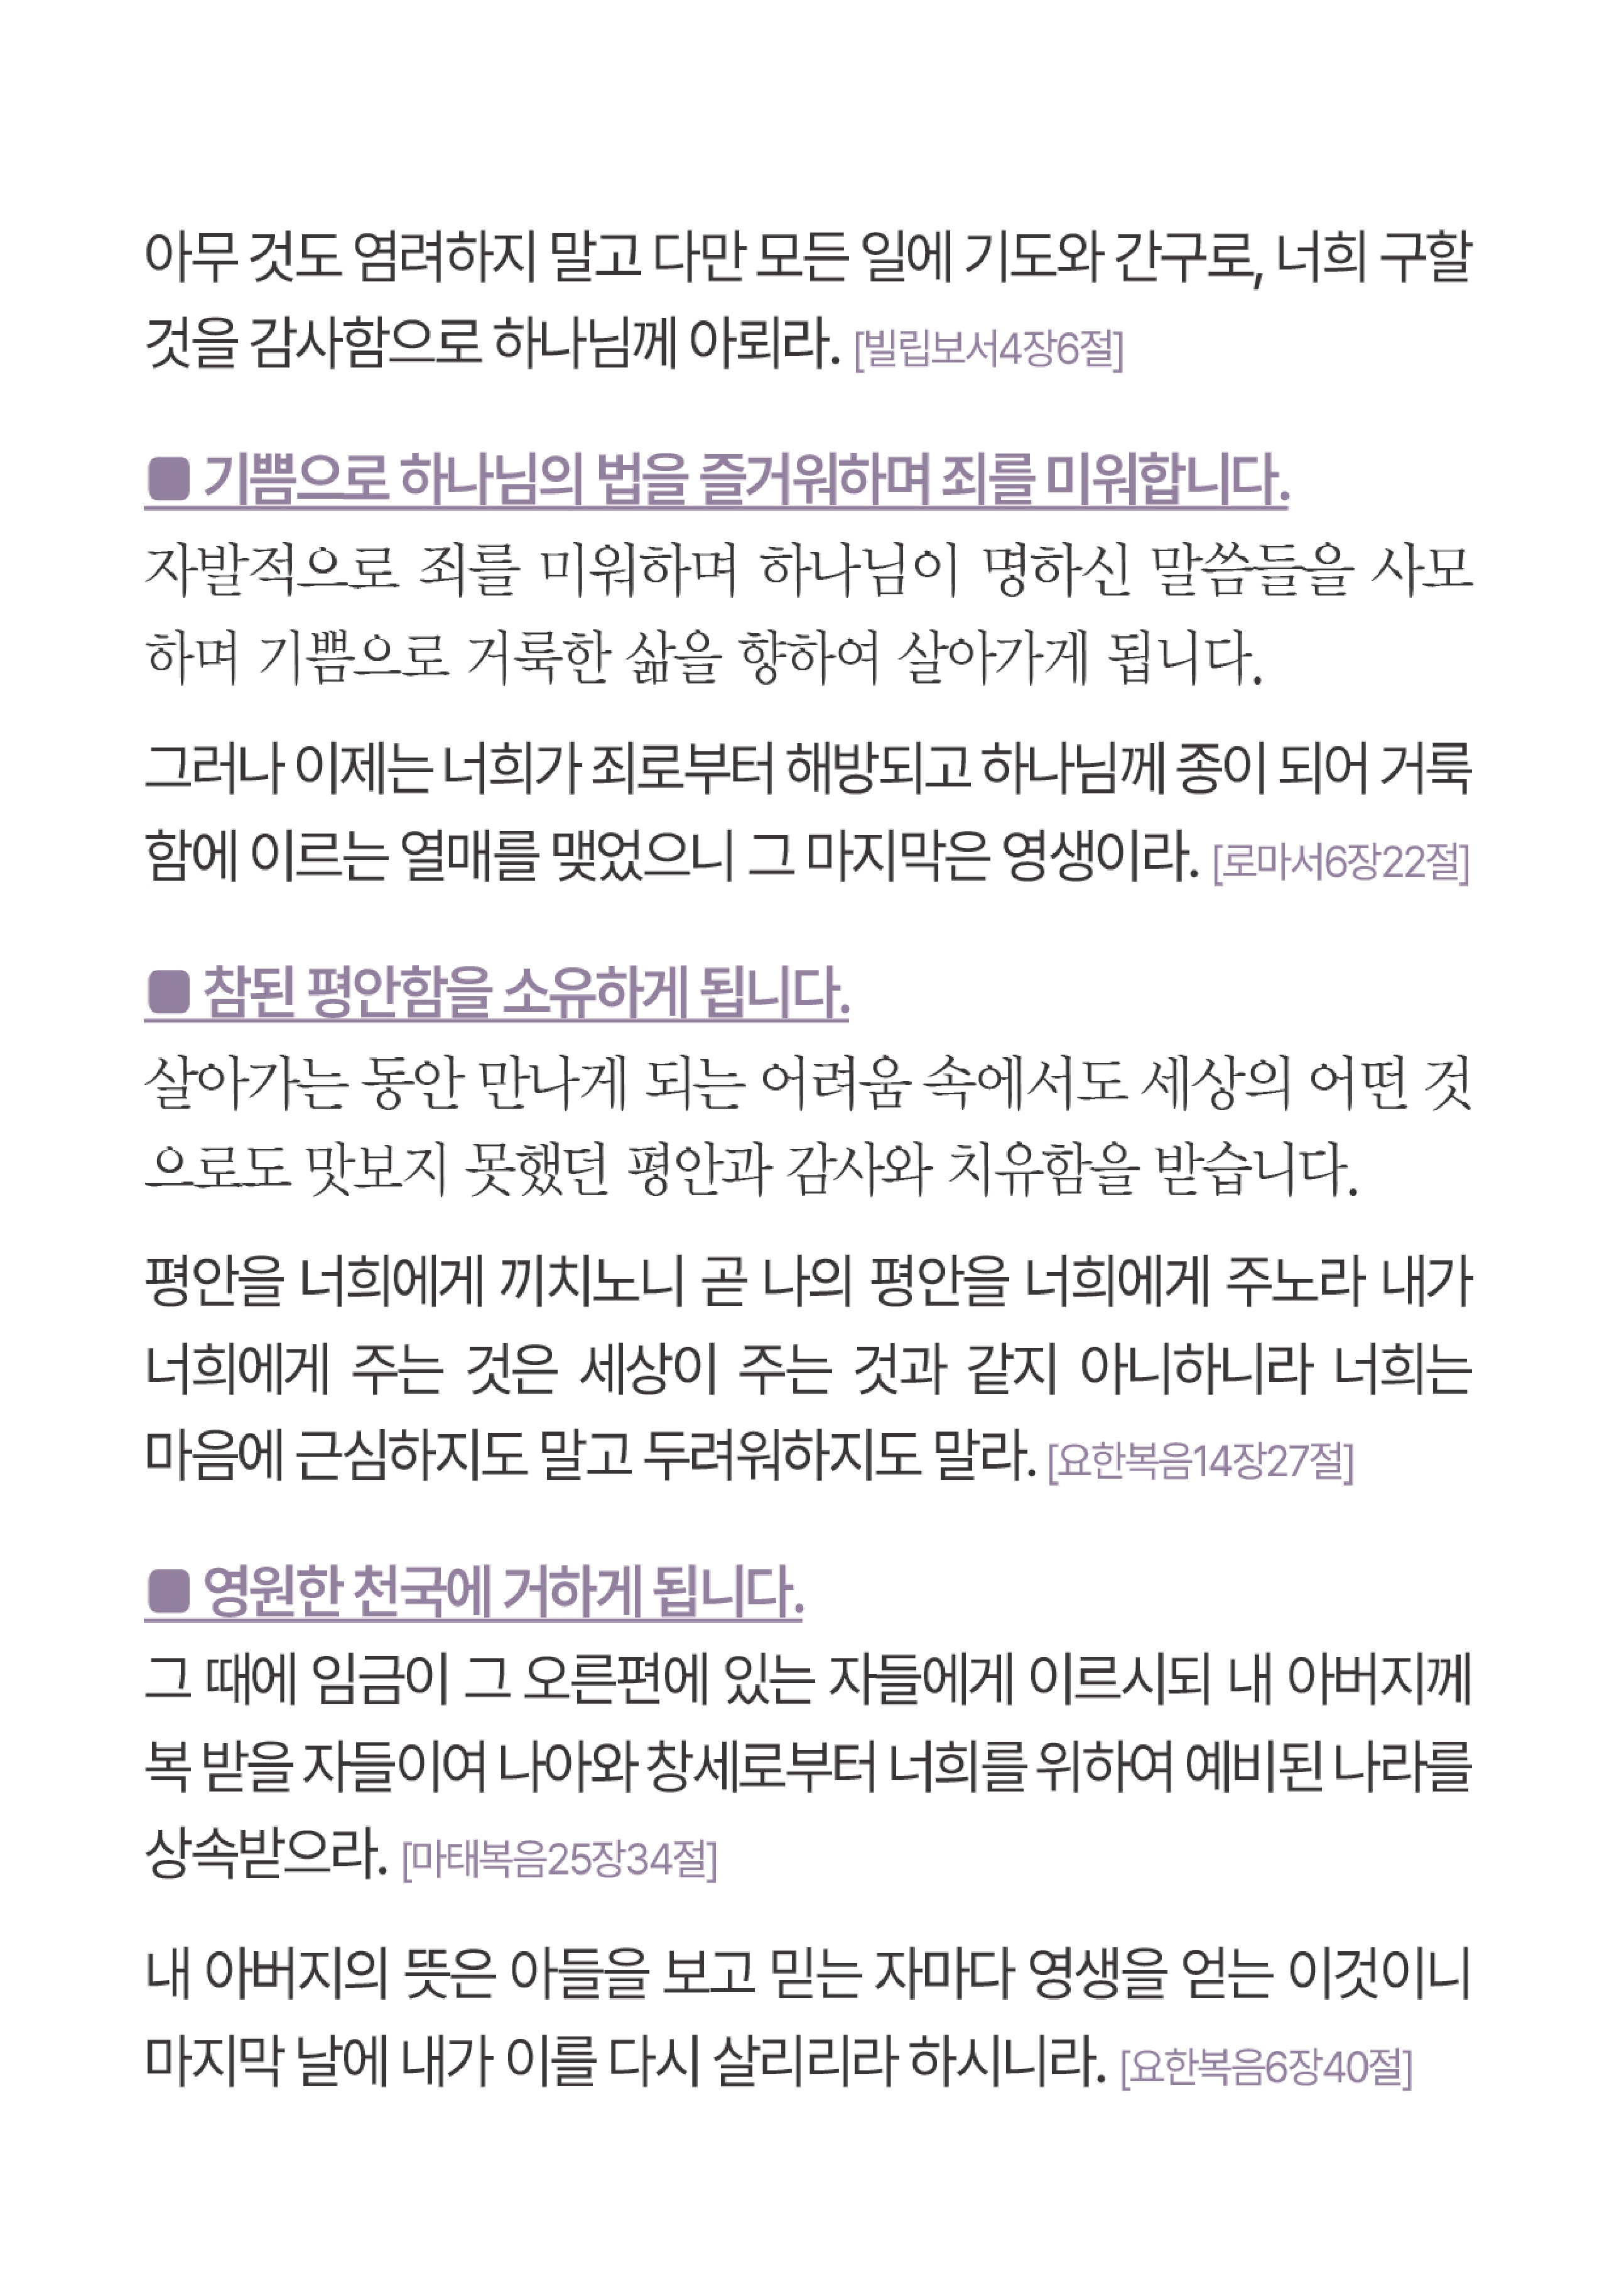 아무 것도 염려하지 말고 다만 모든 일에 기도와 간구로, 너희 구할
것을 감사함으로 하나님께 아뢰라. [빌립보서4장6절]
■ 기쁨으로 하나님의 법을 즐거워하며 죄를 미워합니다.
자발적으로 죄를 미워하며 하나님이 명하신 말씀들을 사모
하며 기쁨으로 거룩한 삶을 향하여 살아가게 됩니다.
그러나 이제는 너희가 죄로부터 해방되고 하나님께 종이 되어 거룩
함에 이르는 열매를 맺었으니 그 마지막은 영생이라. [로마서6장22절]
■ 참된 평안함을 소유하게 됩니다.
살아가는 동안 만나게 되는 어려움 속에서도 세상의 어떤 것
으로도 맛보지 못했던 평안과 감사와 치유함을 받습니다.
평안을 너희에게 끼치노니 곧 나의 평안을 너희에게 주노라 내가
너희에게 주는 것은 세상이 주는 것과 같지 아니하니라 너희는
마음에 근심하지도 말고 두려워하지도 말라. [요한복음14장27절]
■ 영원한 천국에 거하게 됩니다.
그 때에 임금이 그 오른편에 있는 자들에게 이르시되 내 아버지께
복 받을 자들이여 나아와 창세로부터 너희를 위하여 예비된 나라를
상속받으라. [마태복음25장34절]
내 아버지의 뜻은 아들을 보고 믿는 자마다 영생을 얻는 이것이니
마지막 날에 내가 이를 다시 살리리라 하시니라. [요한복음6장40절]